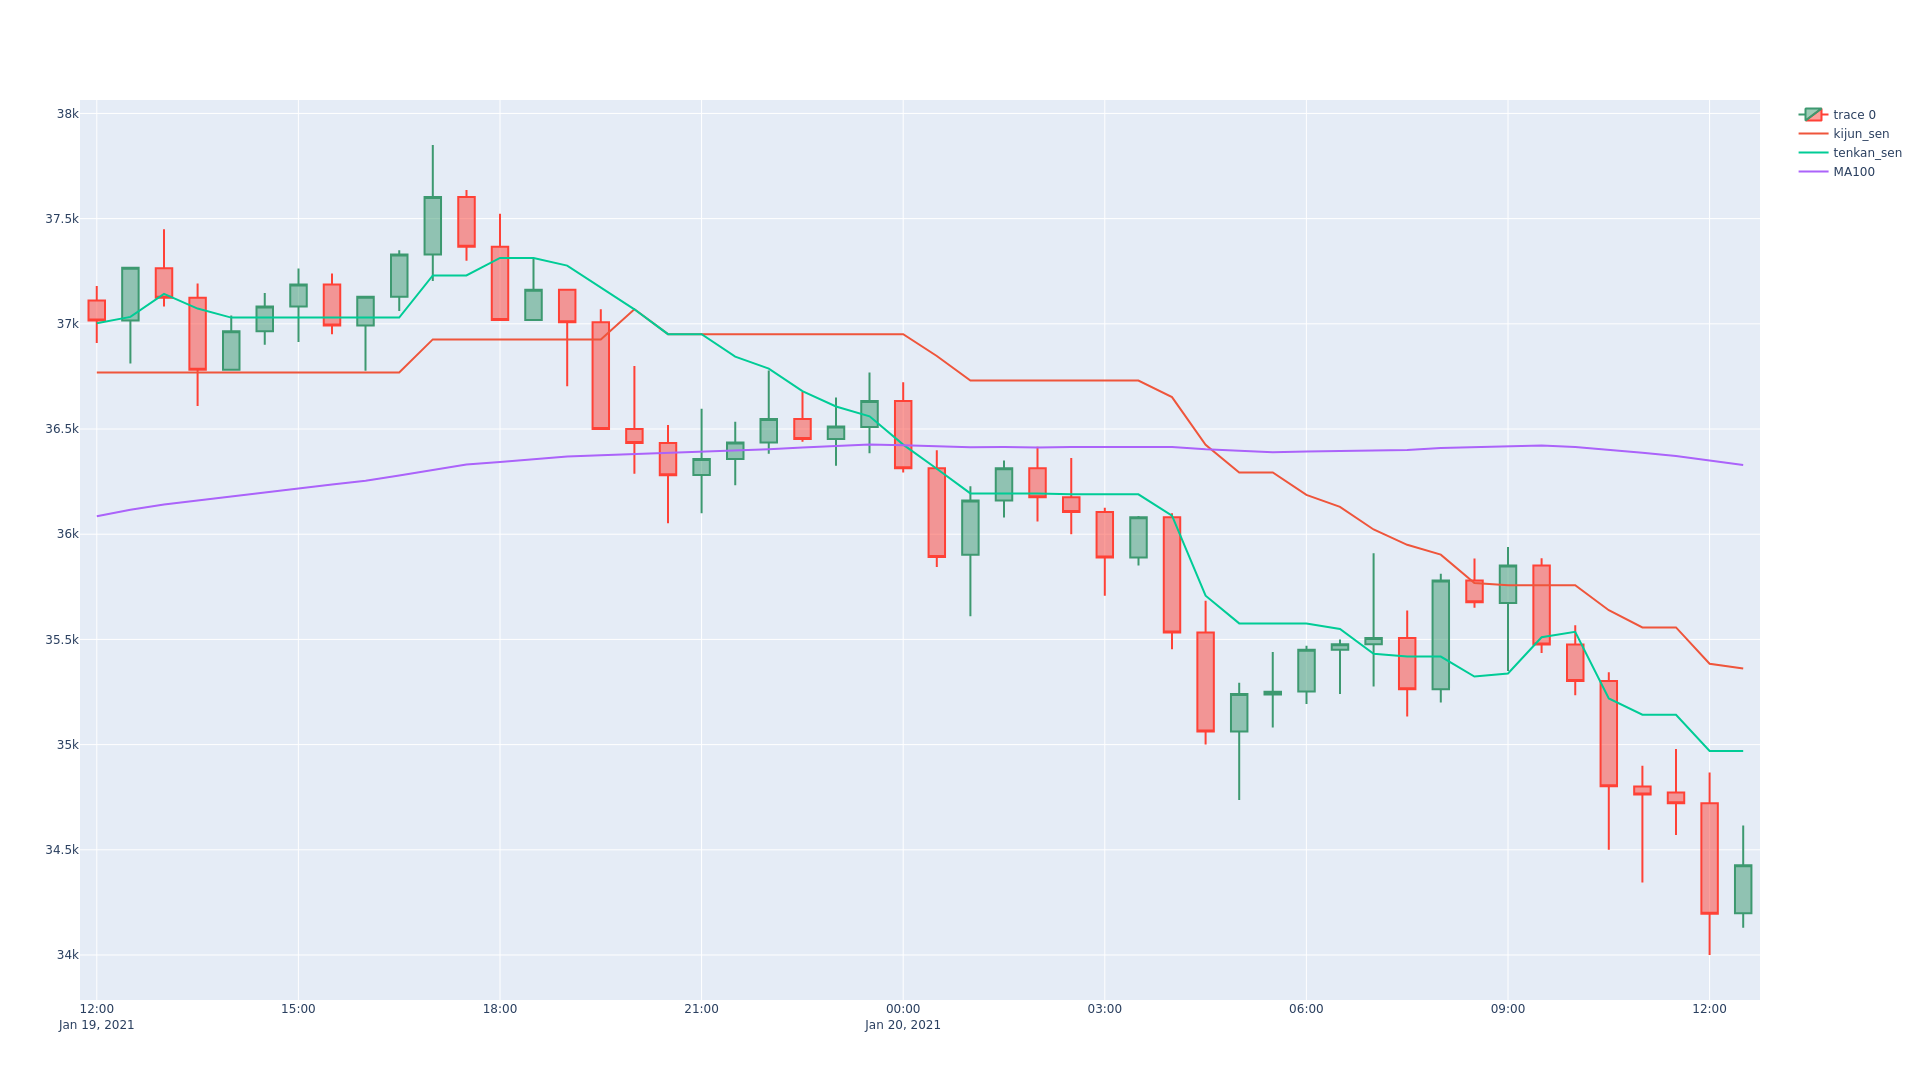 38k
37.5k
37k
36.5k
36k
35.5k
35k
34.5k
34k
12:00 15:00 18:00 21:00 00:00 03:00 06:00 09:00 12:00
Jan 19, 2021 Jan 20, 2021
trace 0
kijun_sen
tenkan_sen
MA100